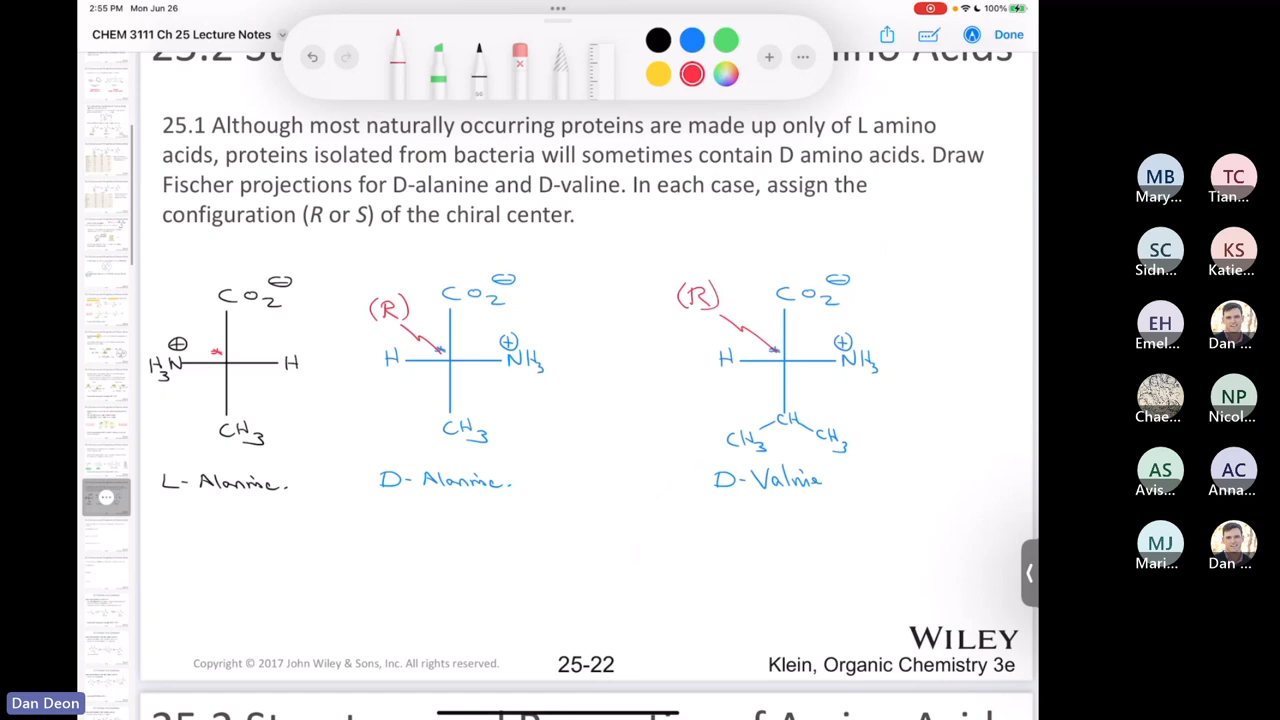 2:55 PM Mon Jun 26
100%
CHEM 3111 Ch 25 Lecture Notes
Done
25.1 Although most naturally occurring proteins are made up only of L amino
acids, proteins isolated from bacteria will sometimes contain D amino acids. Draw
Fischer projections for D-alanine and D-valine. In each case, assign the
configuration (R or S) of the chiral center.
CO2⊖ CO2⊖ CO2⊖
(R) (R)
H3N⊕ H H ⊕NH3 H ⊕NH3
CH3 CH3 CH
CH3 CH3
L- Alanine. D- Alanine. D- Valine
WILEY
Copyright © 2017 John Wiley & Sons, Inc. All rights reserved. 25-22 Klein, Organic Chemistry 3e
MB TC
Mary... Tian...
SC KS
Sidn... Katie...
EH
Emel... Dan ...
NP
Chae... Nicol...
AS AC
Avis... Anna...
MJ
Mari... Dan ...
Dan Deon